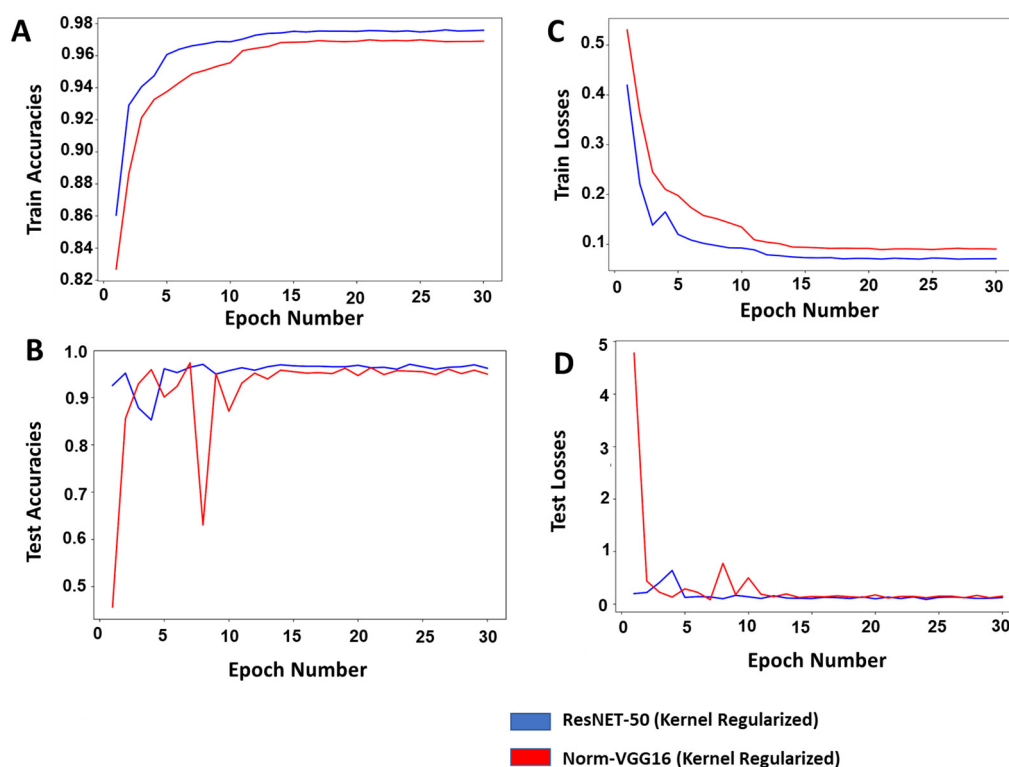 A
Train Accuracies
0.98
0.96
0.94
0.92
0.90
0.88
0.86
0.84
0.82
0 5 10 15 20 25 30
Epoch Number
C
Train Losses
0.5
0.4
0.3
0.2
0.1
0 5 10 15 20 25 30
Epoch Number
B
Test Accuracies
1.0
0.9
0.8
0.7
0.6
0.5
0 5 10 15 20 25 30
Epoch Number
D
Test Losses
5
4
3
2
1
0
0 5 10 15 20 25 30
Epoch Number
ResNET-50 (Kernel Regularized)
Norm-VGG16 (Kernel Regularized)